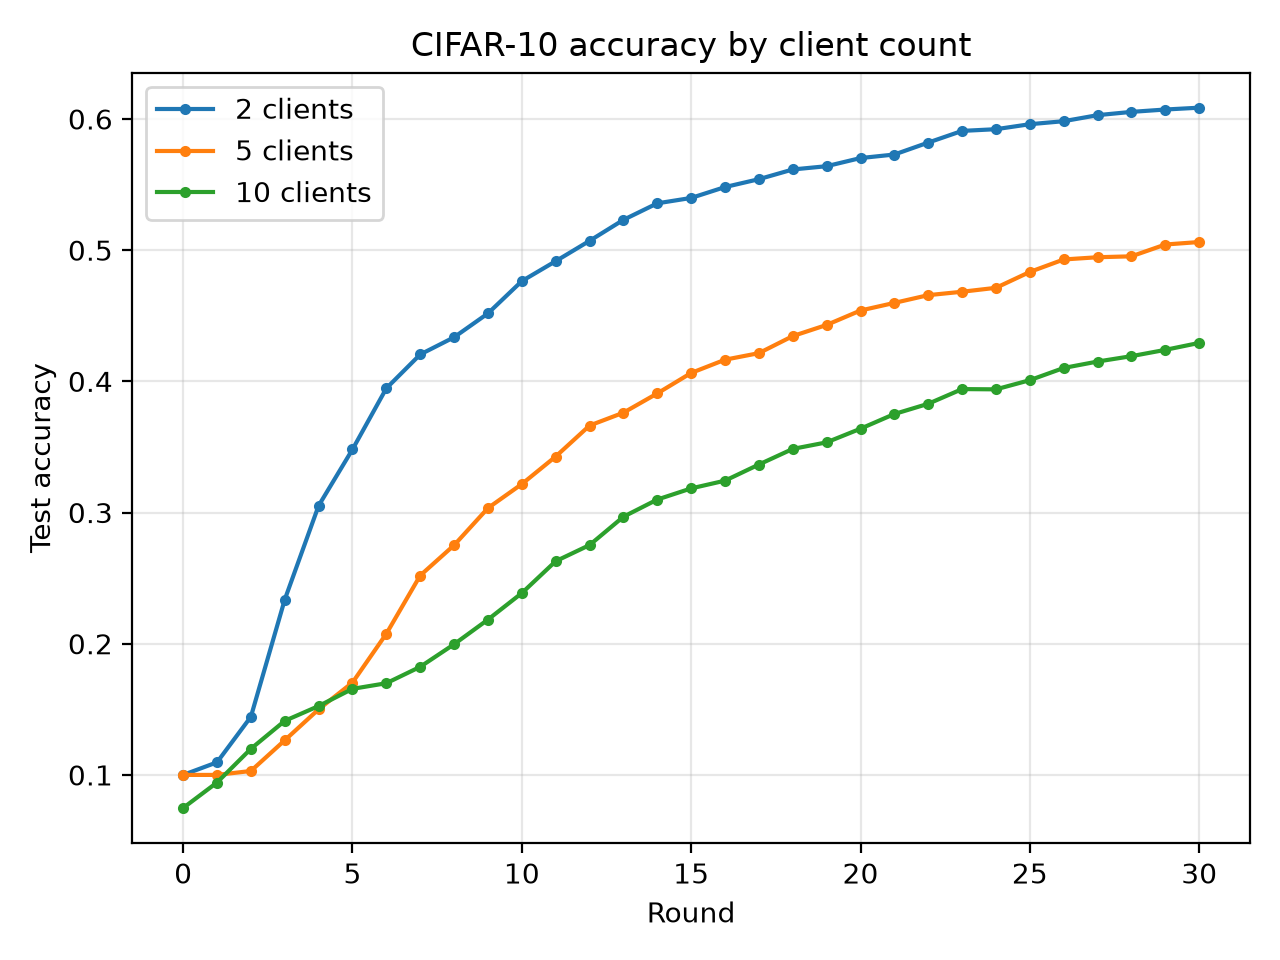 CIFAR-10 accuracy by client count
2 clients
5 clients
10 clients
0.6
0.5
0.4
0.3
0.2
0.1
Test accuracy
0 5 10 15 20 25 30
Round